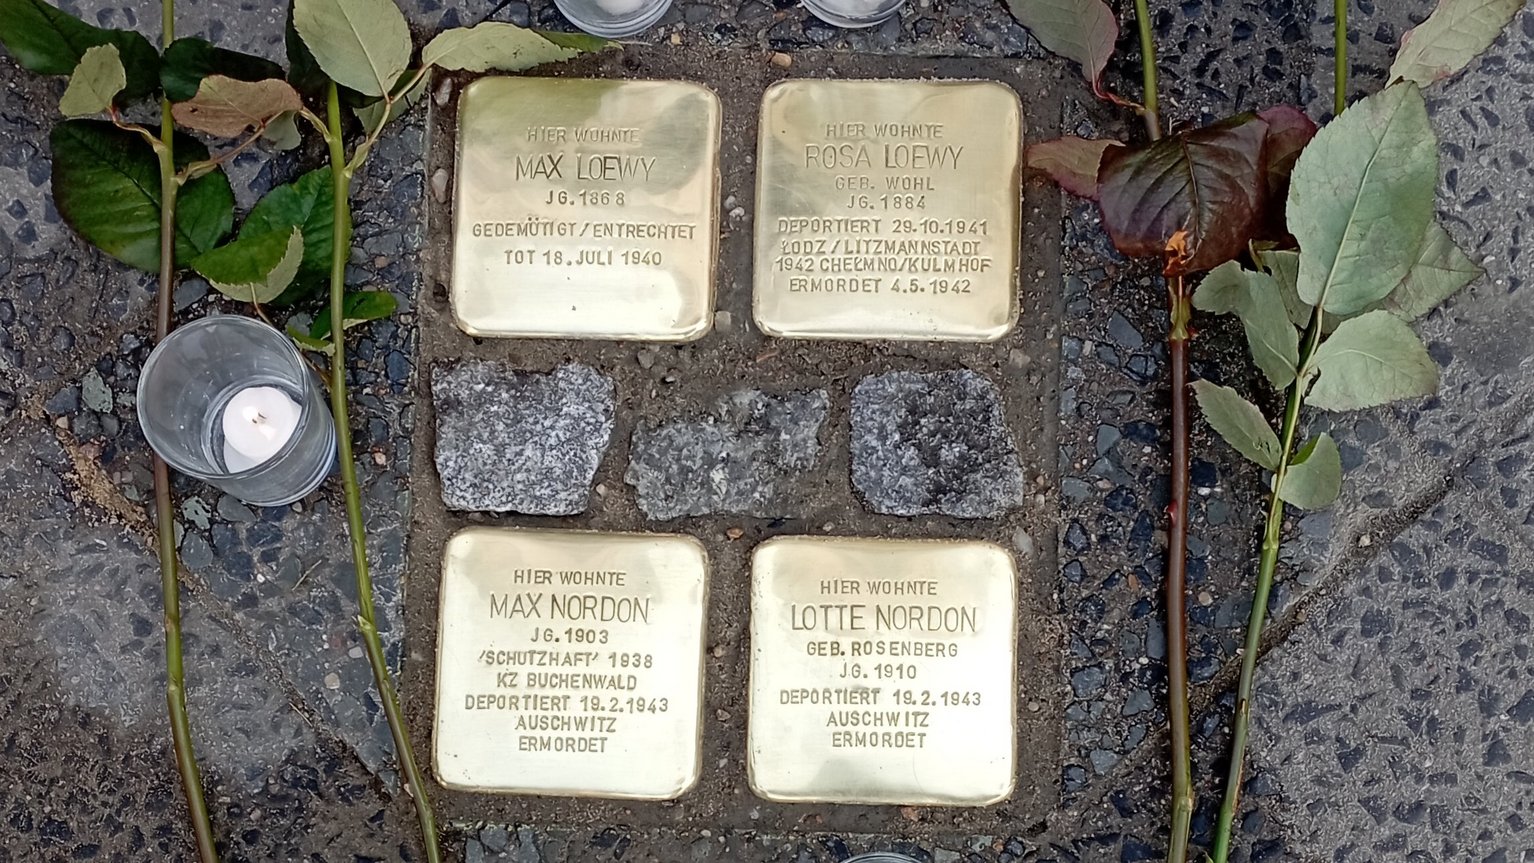 HIER WOHNTE
MAX LOEWY
JG. 1868
GEDEMÜTIGT / ENTRECHTET
TOT 18. JULI 1940
HIER WOHNTE
ROSA LOEWY
GEB. WOHL
JG. 1884
DEPORTIERT 29.10.1941
ŁODZ / LITZMANNSTADT
1942 CHEŁMNO/KULMHOF
ERMORDET 4.5.1942
HIER WOHNTE
MAX NORDON
JG. 1903
'SCHUTZHAFT' 1938
KZ BUCHENWALD
DEPORTIERT 19.2.1943
AUSCHWITZ
ERMORDET
HIER WOHNTE
LOTTE NORDON
GEB. ROSENBERG
JG. 1910
DEPORTIERT 19.2.1943
AUSCHWITZ
ERMORDET